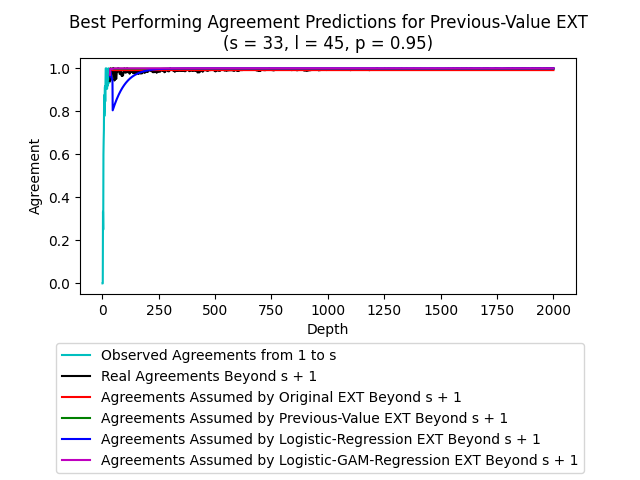 Best Performing Agreement Predictions for Previous-Value EXT
(s = 33, l = 45, p = 0.95)
1.0
0.8
0.6
0.4
0.2
0.0
Agreement
0 250 500 750 1000 1250 1500 1750 2000
Depth
Observed Agreements from 1 to s
Real Agreements Beyond s + 1
Agreements Assumed by Original EXT Beyond s + 1
Agreements Assumed by Previous-Value EXT Beyond s + 1
Agreements Assumed by Logistic-Regression EXT Beyond s + 1
Agreements Assumed by Logistic-GAM-Regression EXT Beyond s + 1